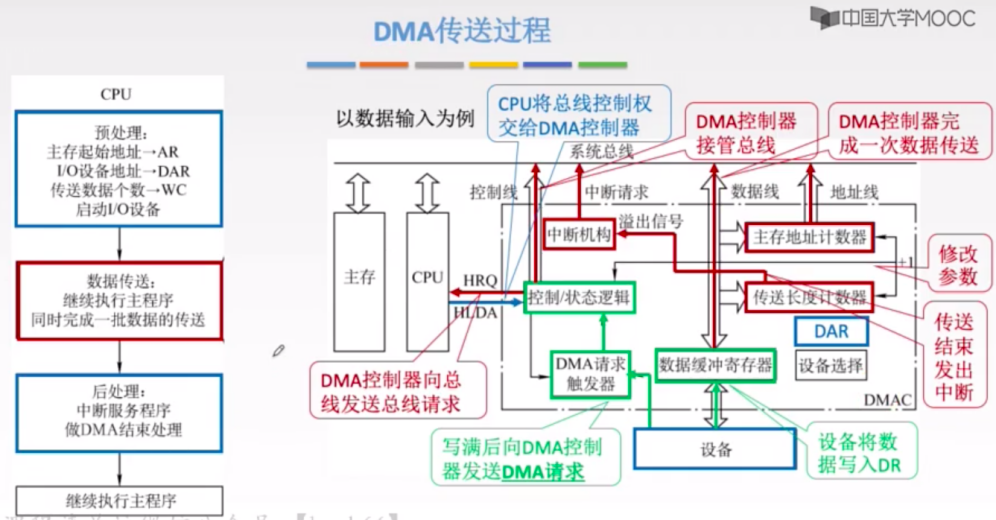 DMA传送过程
中国大学MOOC
CPU
预处理：
主存起始地址→AR
I/O设备地址→DAR
传送数据个数→WC
启动I/O设备
数据传送：
继续执行主程序
同时完成一批数据的传送
后处理：
中断服务程序
做DMA结束处理
继续执行主程序
以数据输入为例
CPU将总线控制权
交给DMA控制器
DMA控制器
接管总线
DMA控制器完
成一次数据传送
系统总线
控制线
中断请求
数据线
地址线
主存
CPU
中断机构
溢出信号
主存地址计数器
+1
修改
参数
HRQ
HLDA
控制/状态逻辑
传送长度计数器
DAR
传送
结束
发出
中断
DMA请求
触发器
数据缓冲寄存器
设备选择
DMAC
DMA控制器向总
线发送总线请求
写满后向DMA控制
器发送DMA请求
设备
设备将数
据写入DR